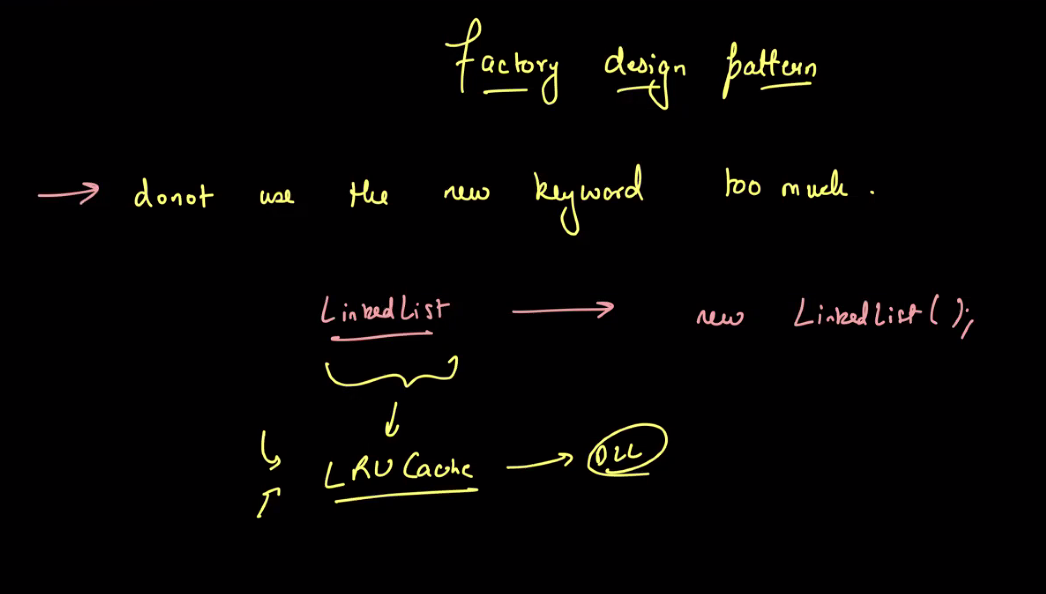 Factory design pattern
→ donot use the new keyword too much.
LinkedList → new LinkedList();
LRU Cache → DLL